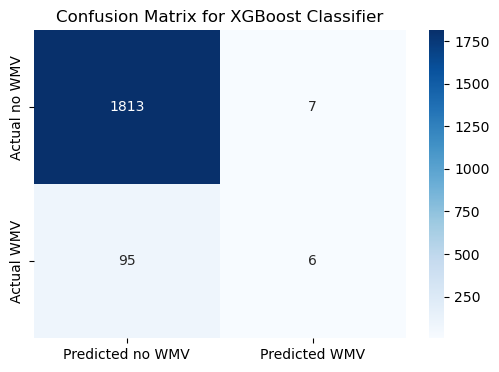 Confusion Matrix for XGBoost Classifier
Actual no WMV
1813
7
Actual WMV
95
6
Predicted no WMV
Predicted WMV
1750
1500
1250
1000
750
500
250